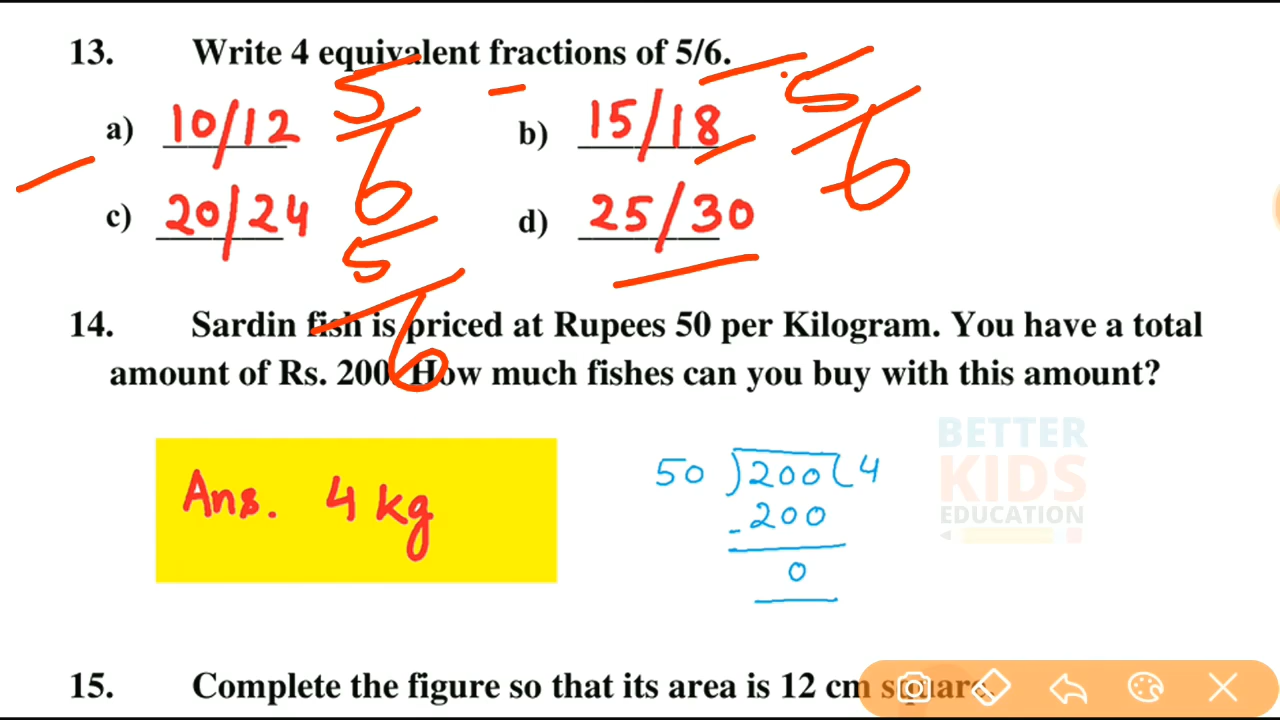 13. Write 4 equivalent fractions of 5/6.
a) 10/12 5/6 b) 15/18 5/6
c) 20/24 5/6 d) 25/30
14. Sardin fish is priced at Rupees 50 per Kilogram. You have a total
amount of Rs. 200. How much fishes can you buy with this amount?
BETTER
KIDS
EDUCATION
Ans. 4 kg
50 ) 200 ( 4
- 200
0
15. Complete the figure so that its area is 12 cm square.